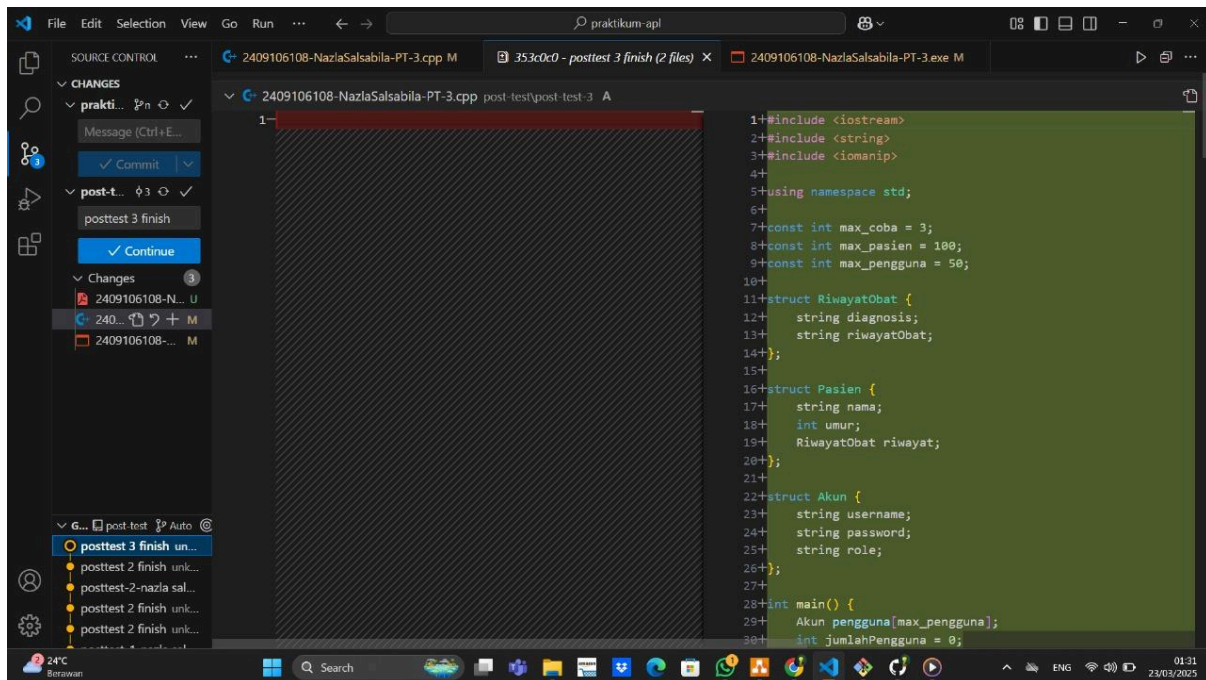 File Edit Selection View Go Run ... praktikum-apl
SOURCE CONTROL ...
2409106108-NazlaSalsabila-PT-3.cpp M
353c0c0 - posttest 3 finish (2 files)
2409106108-NazlaSalsabila-PT-3.exe M
CHANGES
prakti...
Message (Ctrl+E...
Commit
post-t... 3
posttest 3 finish
Continue
Changes 3
2409106108-N... U
240... M
2409106108-... M
G... post-test Auto
posttest 3 finish un...
posttest 2 finish unk...
posttest-2-nazla sal...
posttest 2 finish unk...
posttest 2 finish unk...
2409106108-NazlaSalsabila-PT-3.cpp post-test\post-test-3 A
1-
1+#include <iostream>
2+#include <string>
3+#include <iomanip>
4+
5+using namespace std;
6+
7+const int max_coba = 3;
8+const int max_pasien = 100;
9+const int max_pengguna = 50;
10+
11+struct RiwayatObat {
12+ string diagnosis;
13+ string riwayatObat;
14+};
15+
16+struct Pasien {
17+ string nama;
18+ int umur;
19+ RiwayatObat riwayat;
20+};
21+
22+struct Akun {
23+ string username;
24+ string password;
25+ string role;
26+};
27+
28+int main() {
29+ Akun pengguna[max_pengguna];
30+ int jumlahPengguna = 0;
3
2
24°C
Berawan
Search
ENG
01:31
23/03/2025